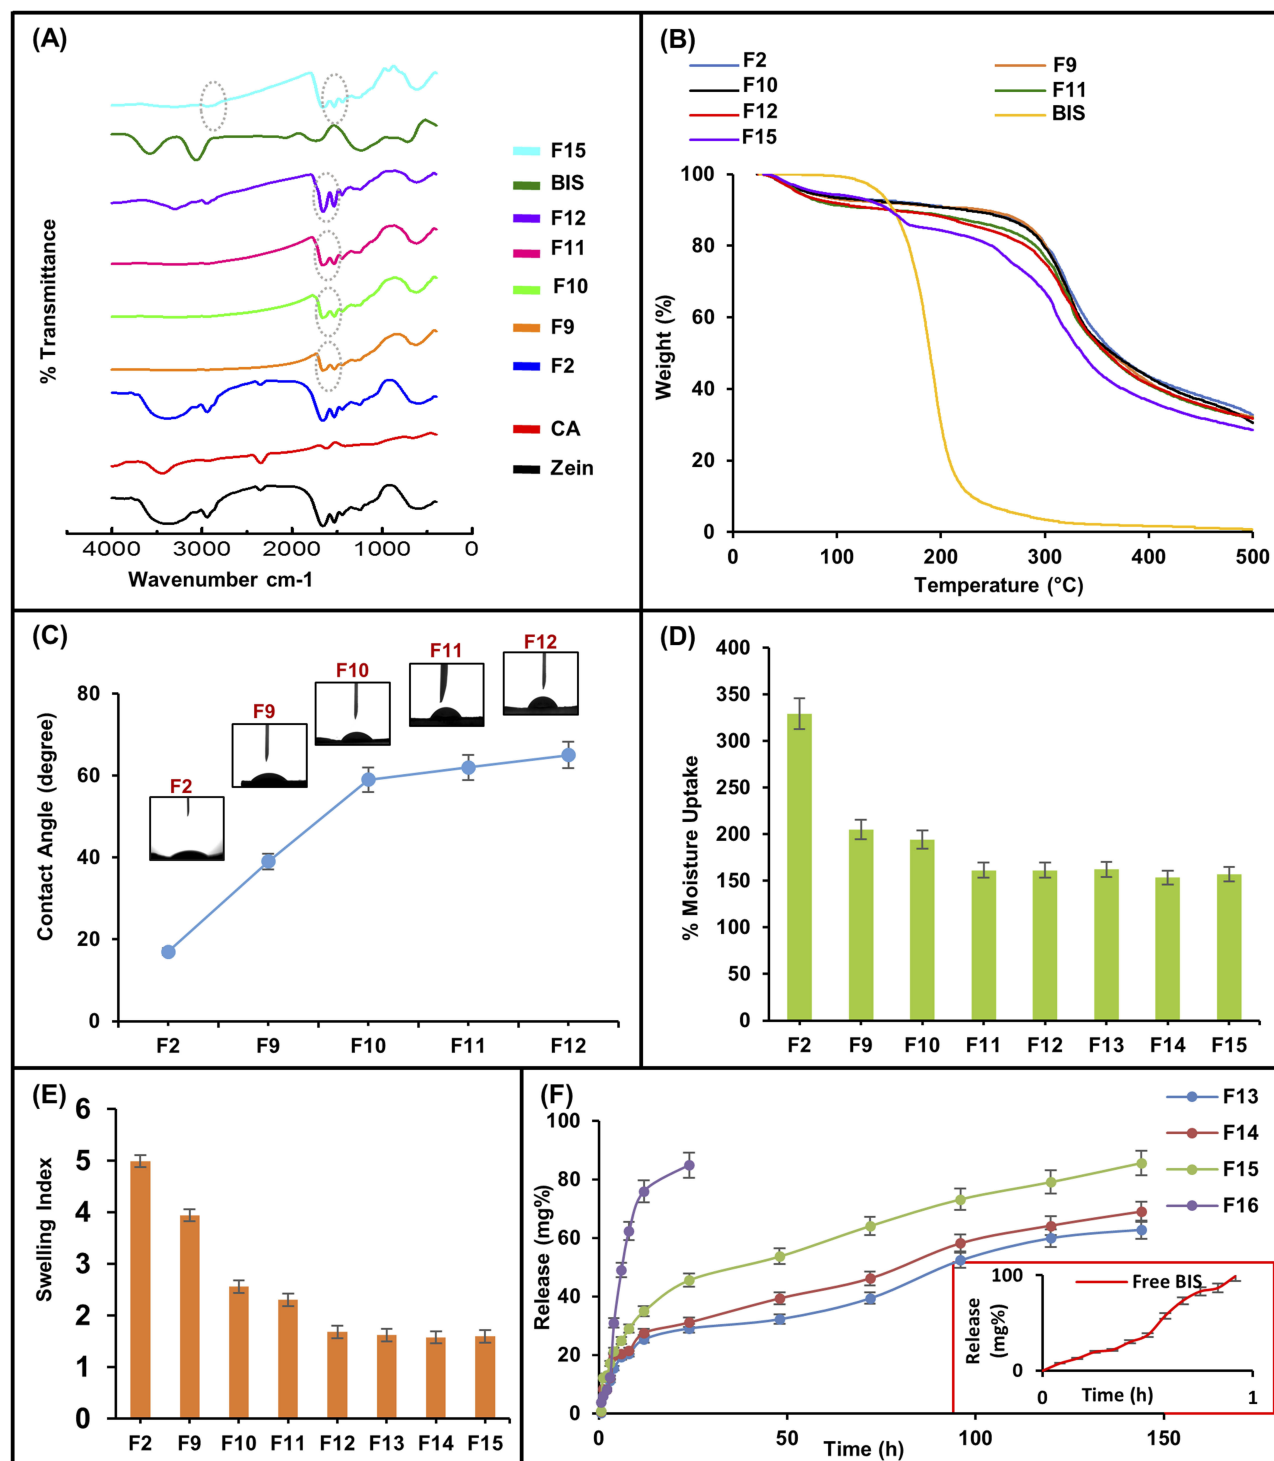 (A)
% Transmittance
F15
BIS
F12
F11
F10
F9
F2
CA
Zein
4000 3000 2000 1000 0
Wavenumber cm-1
(B)
F2 F9
F10 F11
F12 BIS
F15
100
80
60
40
20
0
Weight (%)
0 100 200 300 400 500
Temperature (°C)
(C)
80
60
40
20
0
Contact Angle (degree)
F2
F9
F10
F11
F12
F2 F9 F10 F11 F12
(D)
400
350
300
250
200
150
100
50
0
% Moisture Uptake
F2 F9 F10 F11 F12 F13 F14 F15
(E)
6
5
4
3
2
1
0
Swelling Index
F2 F9 F10 F11 F12 F13 F14 F15
(F)
100
80
60
40
20
0
Release (mg%)
F13
F14
F15
F16
0 50 100 150
Time (h)
100
0
Release
(mg%)
Free BIS
0 1
Time (h)